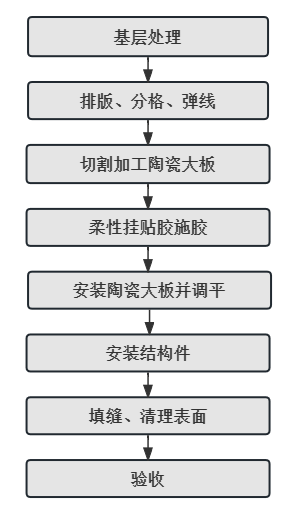 基层处理
排版、分格、弹线
切割加工陶瓷大板
柔性挂贴胶施胶
安装陶瓷大板并调平
安装结构件
填缝、清理表面
验收